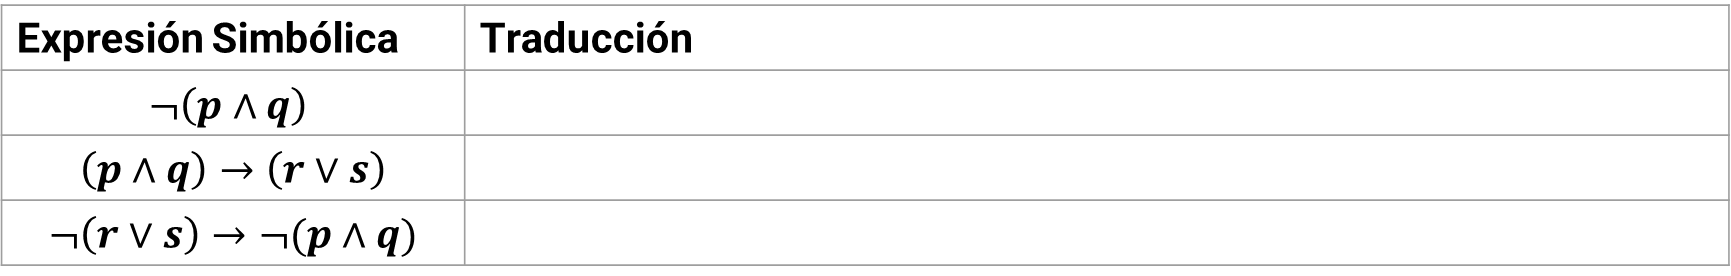 Expresión Simbólica Traducción
¬(p ∧ q)
(p ∧ q) → (r ∨ s)
¬(r ∨ s) → ¬(p ∧ q)